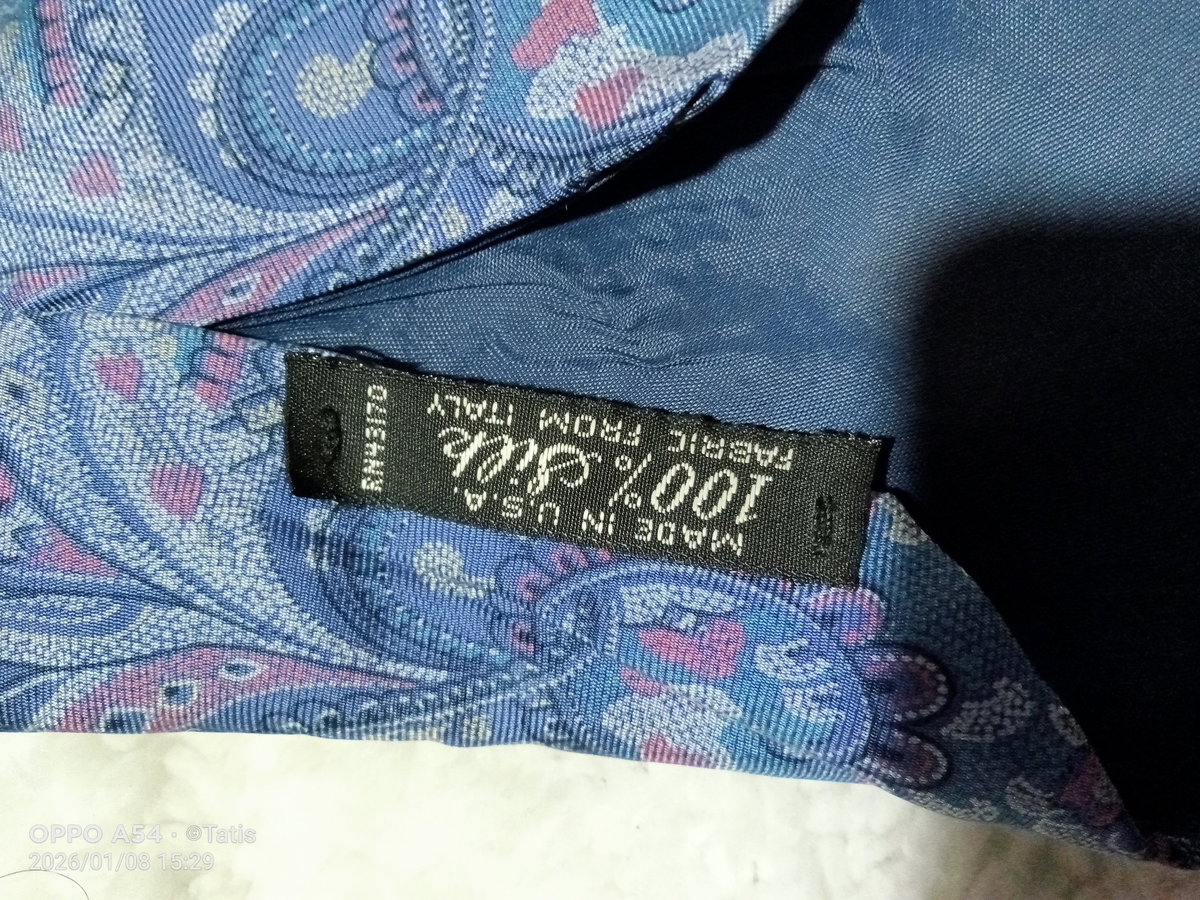 MADE IN U.S.A.
100% Silk
FABRIC FROM
ITALY
OPPO A54 · ©Tatis
2026/01/08 15:29